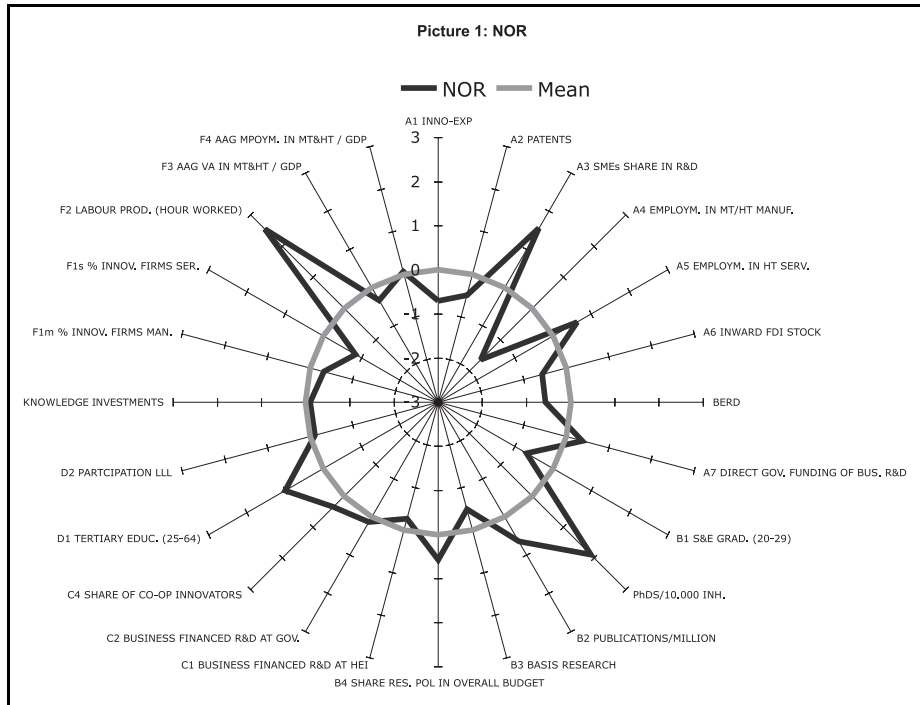 Picture 1: NOR
NOR Mean
A1 INNO-EXP
F4 AAG MPOYM. IN MT&HT / GDP
3
A2 PATENTS
F3 AAG VA IN MT&HT / GDP
A3 SMEs SHARE IN R&D
2
F2 LABOUR PROD. (HOUR WORKED)
A4 EMPLOYM. IN MT/HT MANUF.
1
F1s % INNOV. FIRMS SER.
0
A5 EMPLOYM. IN HT SERV.
-1
F1m % INNOV. FIRMS MAN.
A6 INWARD FDI STOCK
-2
KNOWLEDGE INVESTMENTS
-3
BERD
D2 PARTCIPATION LLL
A7 DIRECT GOV. FUNDING OF BUS. R&D
D1 TERTIARY EDUC. (25-64)
B1 S&E GRAD. (20-29)
C4 SHARE OF CO-OP INNOVATORS
PhDS/10.000 INH.
C2 BUSINESS FINANCED R&D AT GOV.
B2 PUBLICATIONS/MILLION
C1 BUSINESS FINANCED R&D AT HEI
B3 BASIS RESEARCH
B4 SHARE RES. POL IN OVERALL BUDGET